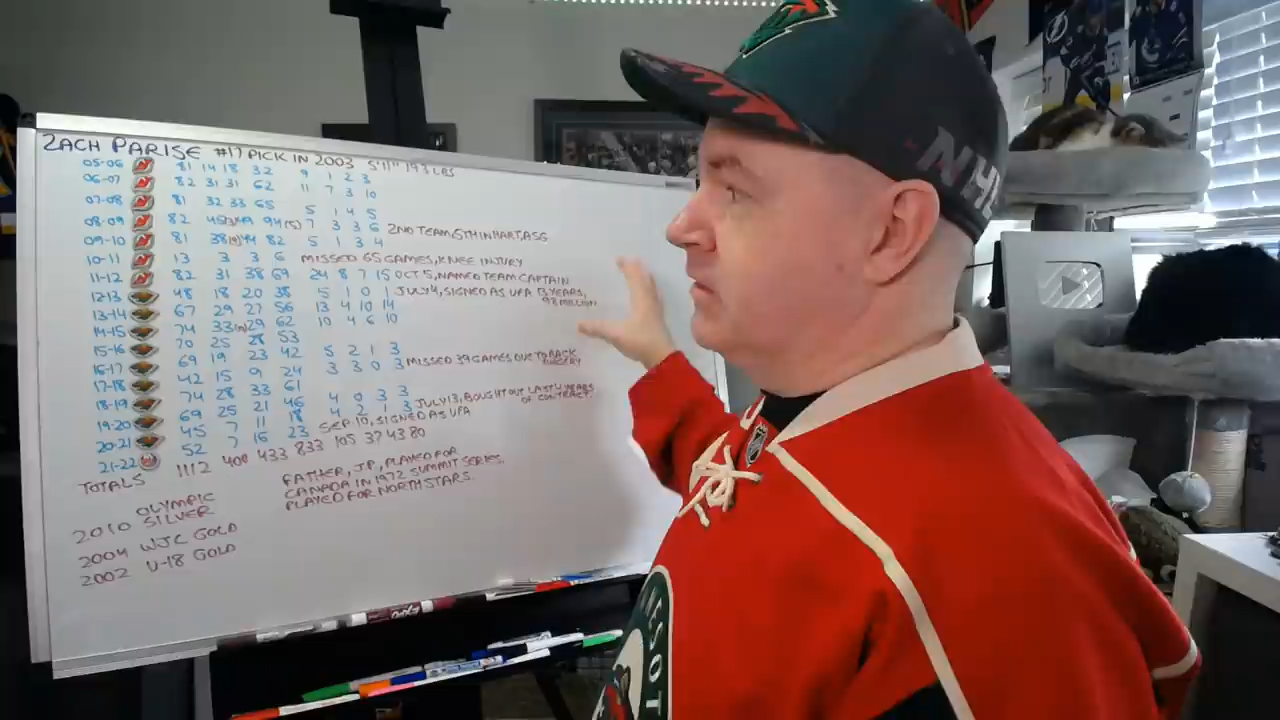 ZACH PARISE #17 PICK IN 2003 5'11" 193 LBS
05-06 81 14 18 32 9 1 2 3
06-07 82 31 31 62 11 7 3 10
07-08 81 32 33 65 5 1 4 5
08-09 82 45(3)49 94(5) 7 3 3 6 2ND TEAM, 5TH IN HART, ASG
09-10 81 38(9)44 82 5 1 3 4
10-11 13 3 3 6 MISSED 65 GAMES, KNEE INJURY
11-12 82 31 38 69 24 8 7 15 OCT 5, NAMED TEAM CAPTAIN
12-13 48 18 20 38 5 1 0 1 JULY 4, SIGNED AS UFA 13 YEARS, 98 MILLION
13-14 67 29 27 56 13 4 10 14
14-15 74 33 29 62 10 4 6 10
15-16 70 25 28 53
16-17 69 19 23 42 5 2 1 3
17-18 42 15 9 24 3 3 0 3 MISSED 39 GAMES DUE TO BACK SURGERY
18-19 74 28 33 61
19-20 69 25 21 46 4 0 3 3
20-21 45 7 11 18 4 2 1 3 JULY 13, BOUGHT OUT LAST 4 YEARS OF CONTRACT
21-22 52 7 16 23 SEP 10, SIGNED AS UFA
TOTALS 1112 400 433 833 105 37 43 80
2010 OLYMPIC SILVER
2004 WJC GOLD
2002 U-18 GOLD
FATHER, J.P., PLAYED FOR
CANADA IN 1972 SUMMIT SERIES.
PLAYED FOR NORTH STARS.
NH
ESOT